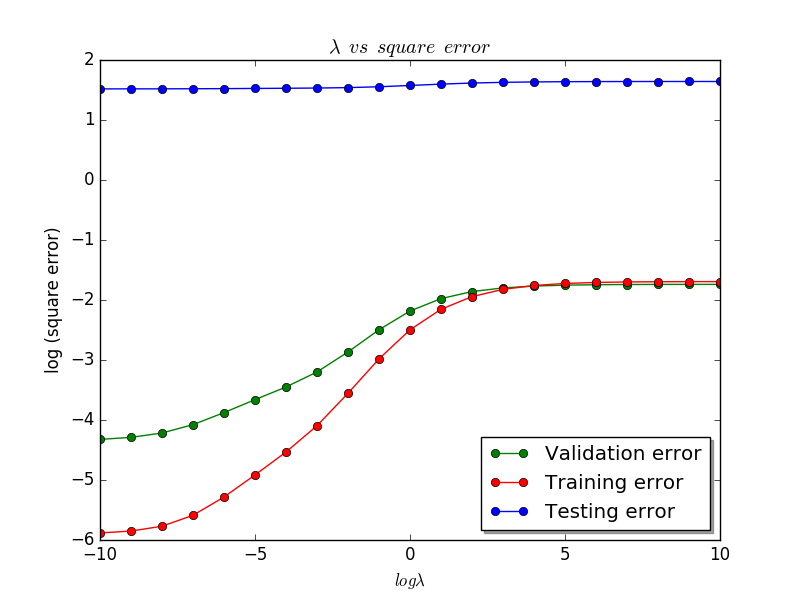 λ vs square error
2
1
0
−1
−2
−3
−4
−5
−6
log (square error)
−10
−5
0
5
10
logλ
Validation error
Training error
Testing error